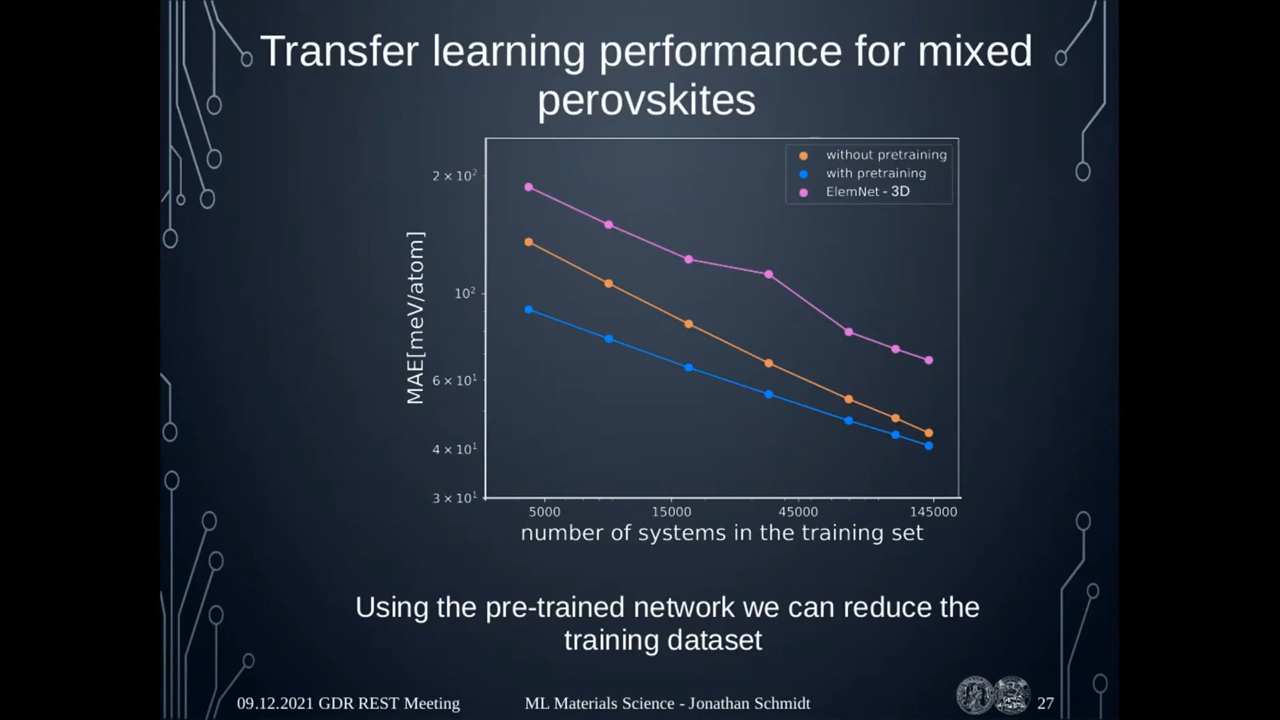 Transfer learning performance for mixed
perovskites
without pretraining
with pretraining
ElemNet - 3D
MAE[meV/atom]
2 × 10²
10²
6 × 10¹
4 × 10¹
3 × 10¹
5000 15000 45000 145000
number of systems in the training set
Using the pre-trained network we can reduce the
training dataset
09.12.2021 GDR REST Meeting ML Materials Science - Jonathan Schmidt 27